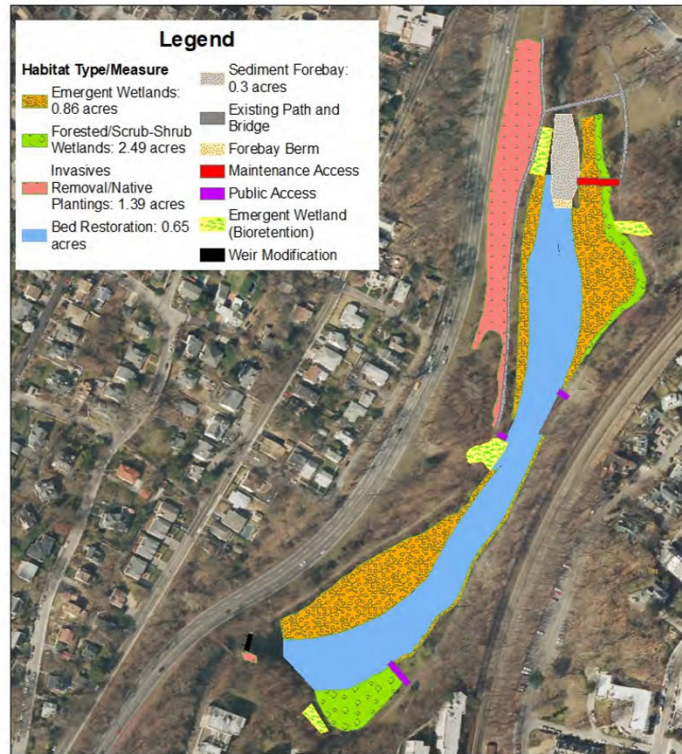 Legend
Habitat Type/Measure
Emergent Wetlands:
0.86 acres
Forested/Scrub-Shrub
Wetlands: 2.49 acres
Invasives
Removal/Native
Plantings: 1.39 acres
Bed Restoration: 0.65
acres
Sediment Forebay:
0.3 acres
Existing Path and
Bridge
Forebay Berm
Maintenance Access
Public Access
Emergent Wetland
(Bioretention)
Weir Modification